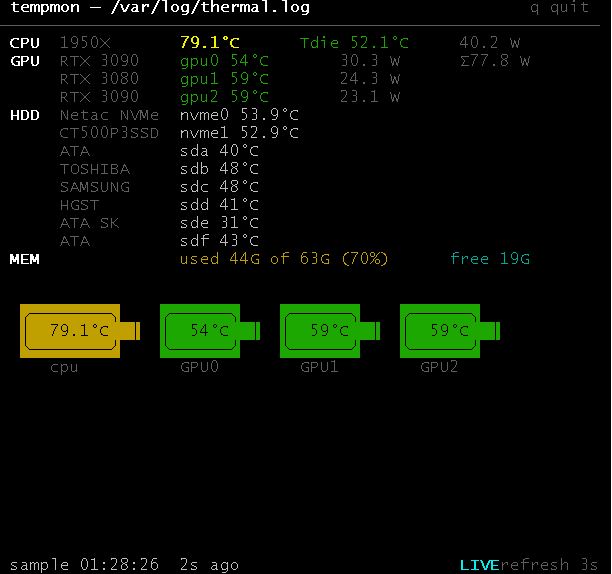 tempmon — /var/log/thermal.log q quit
CPU 1950X 79.1°C Tdie 52.1°C 40.2 W
GPU RTX 3090 gpu0 54°C 30.3 W Σ77.8 W
RTX 3080 gpu1 59°C 24.3 W
RTX 3090 gpu2 59°C 23.1 W
HDD Netac NVMe nvme0 53.9°C
CT500P3SSD nvme1 52.9°C
ATA sda 40°C
TOSHIBA sdb 48°C
SAMSUNG sdc 48°C
HGST sdd 41°C
ATA SK sde 31°C
ATA sdf 43°C
MEM used 44G of 63G (70%) free 19G
79.1°C 54°C 59°C 59°C
cpu GPU0 GPU1 GPU2
sample 01:28:26 2s ago LIVErefresh 3s